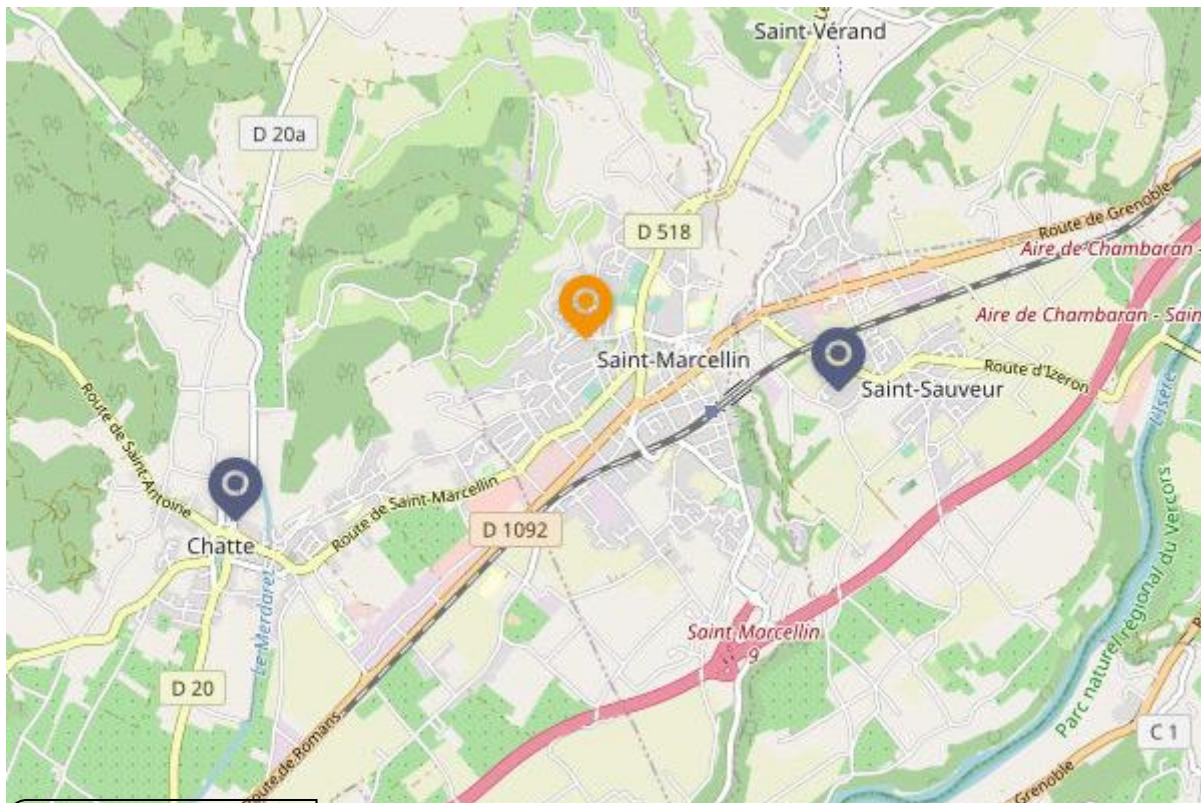 Saint-Vérand
D 20a
D 518
Route de Grenoble
Aire de Chambaran -
Aire de Chambaran - Sain
Saint-Marcellin
Route d'Izeron
Saint-Sauveur
L'Isère
Route de Saint-Antoine
Route de Saint-Marcellin
D 1092
Chatte
Le Merdaret
Saint-Marcellin
9
Parc naturel régional du Vercors
D 20
C 1
Route de Romans
Grenoble